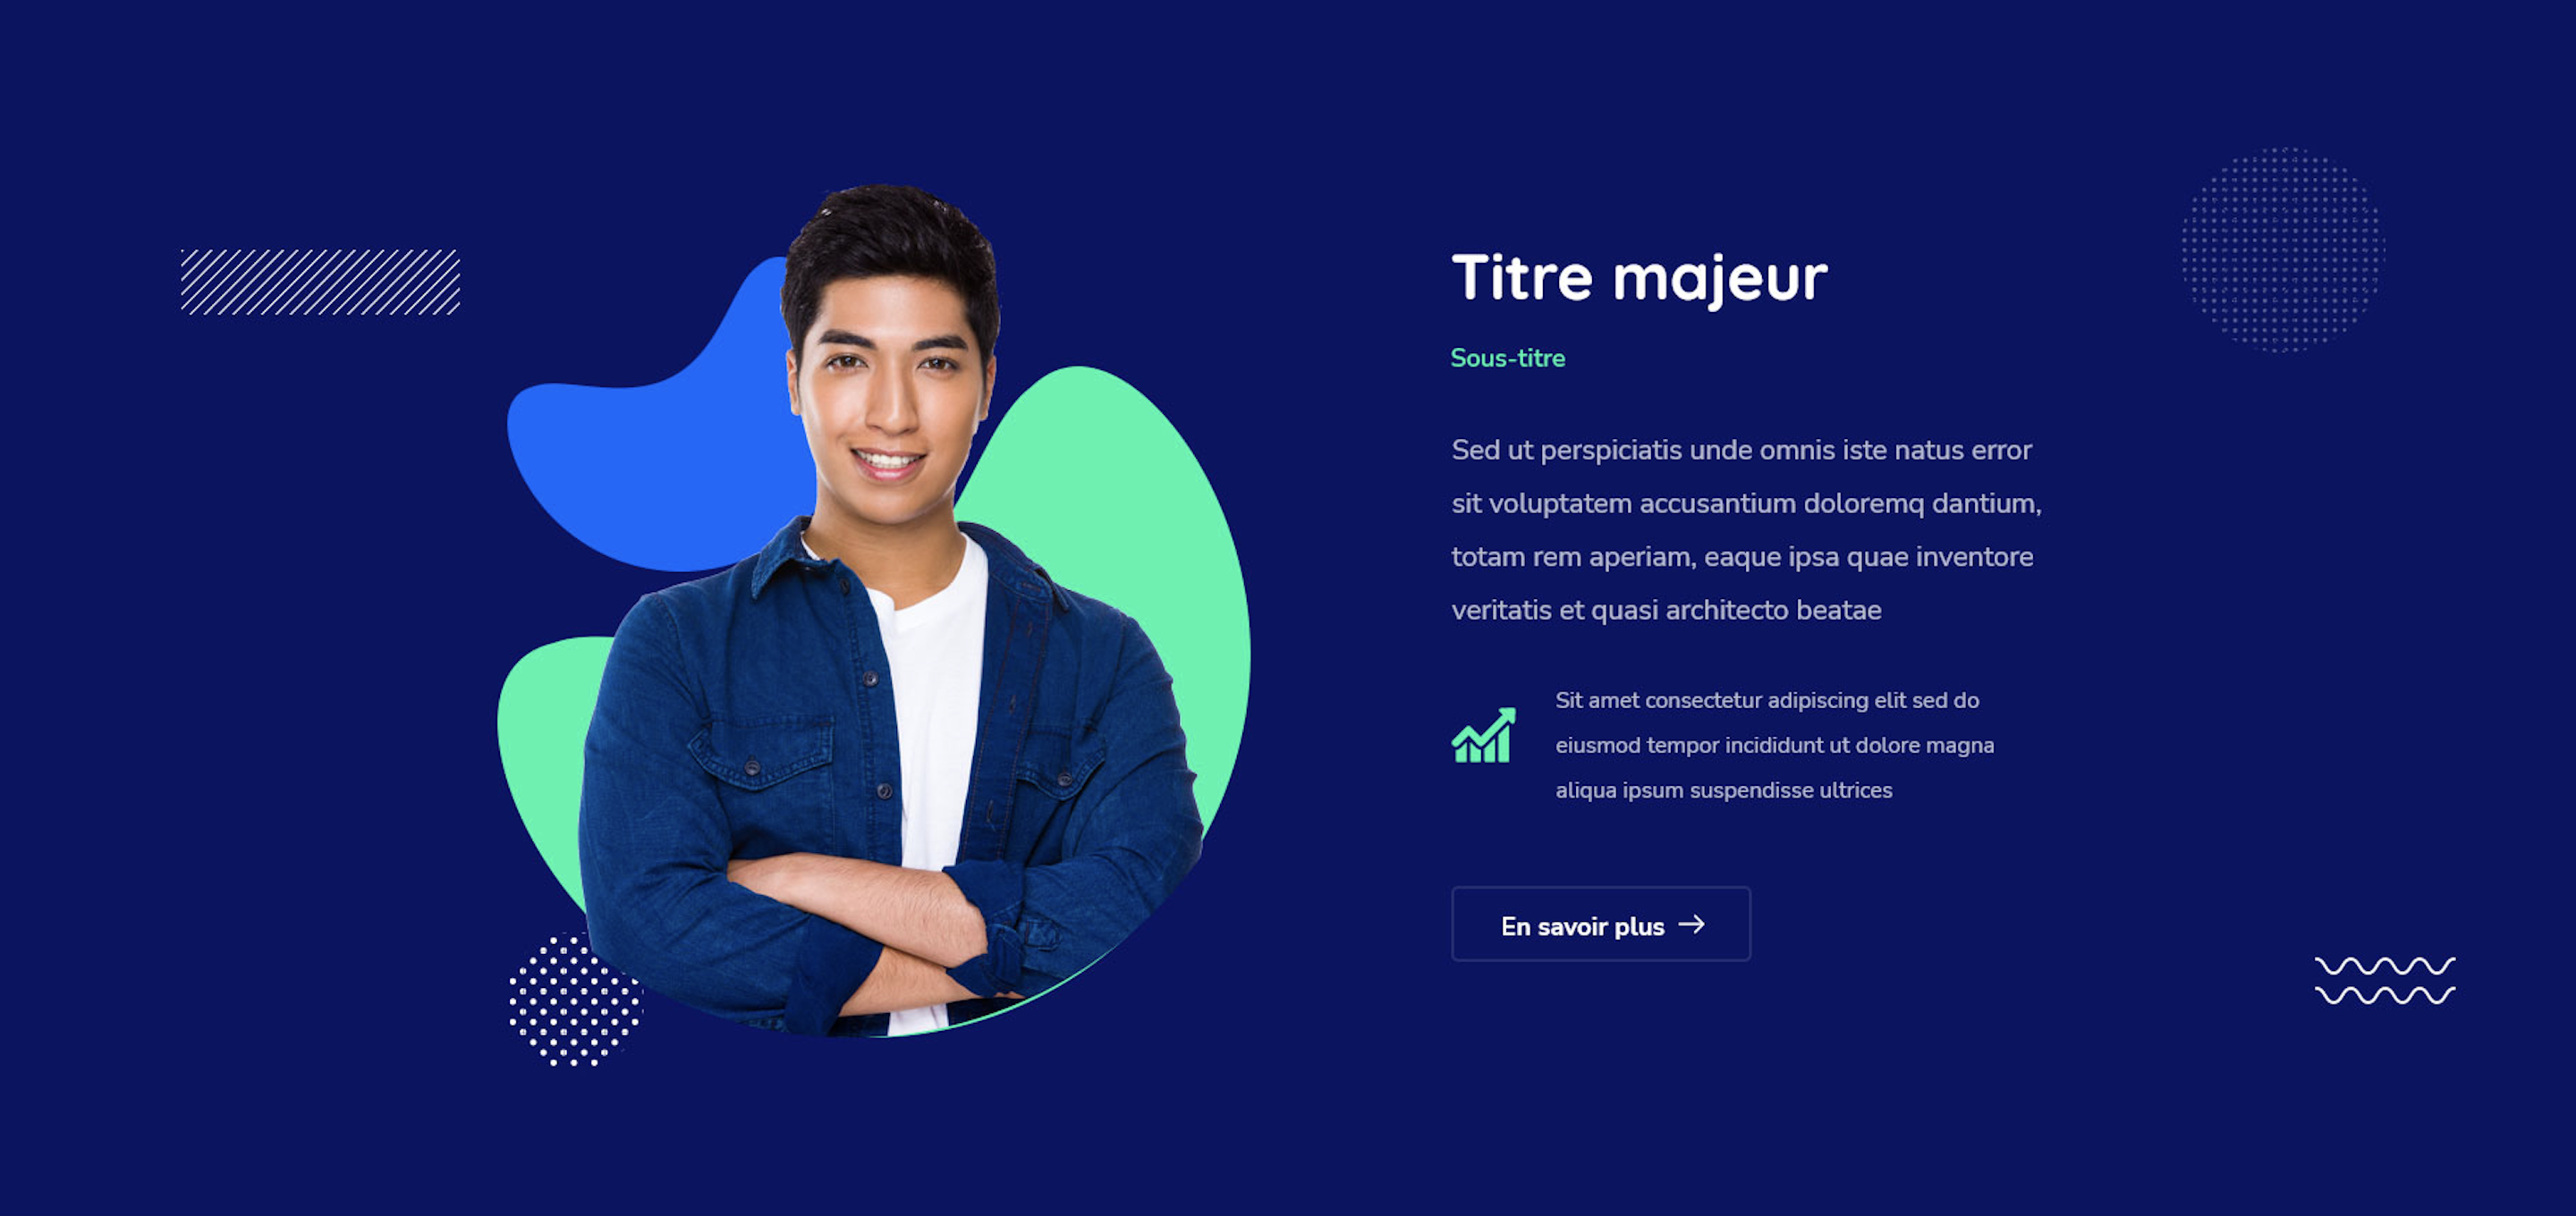 Titre majeur
Sous-titre
Sed ut perspiciatis unde omnis iste natus error
sit voluptatem accusantium doloremq dantium,
totam rem aperiam, eaque ipsa quae inventore
veritatis et quasi architecto beatae
Sit amet consectetur adipiscing elit sed do
eiusmod tempor incididunt ut dolore magna
aliqua ipsum suspendisse ultrices
En savoir plus →